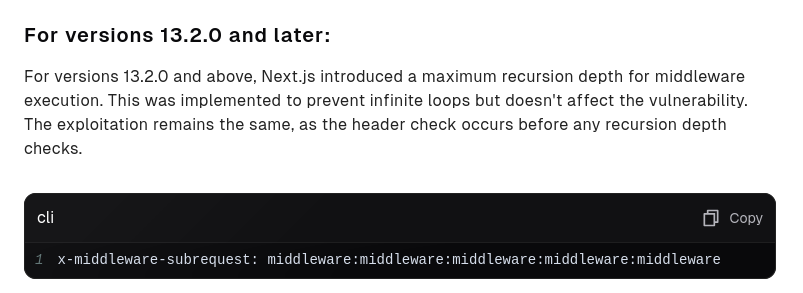 For versions 13.2.0 and later:
For versions 13.2.0 and above, Next.js introduced a maximum recursion depth for middleware
execution. This was implemented to prevent infinite loops but doesn't affect the vulnerability.
The exploitation remains the same, as the header check occurs before any recursion depth
checks.
cli
Copy
1 x-middleware-subrequest: middleware:middleware:middleware:middleware:middleware